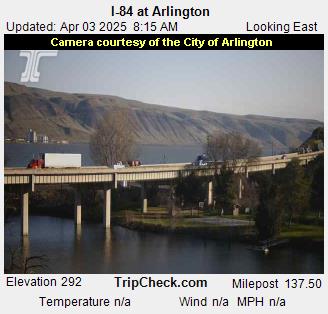 I-84 at Arlington
Updated: Apr 03 2025 8:15 AM Looking East
Camera courtesy of the City of Arlington
Elevation 292 TripCheck.com Milepost 137.50
Temperature n/a Wind n/a MPH n/a